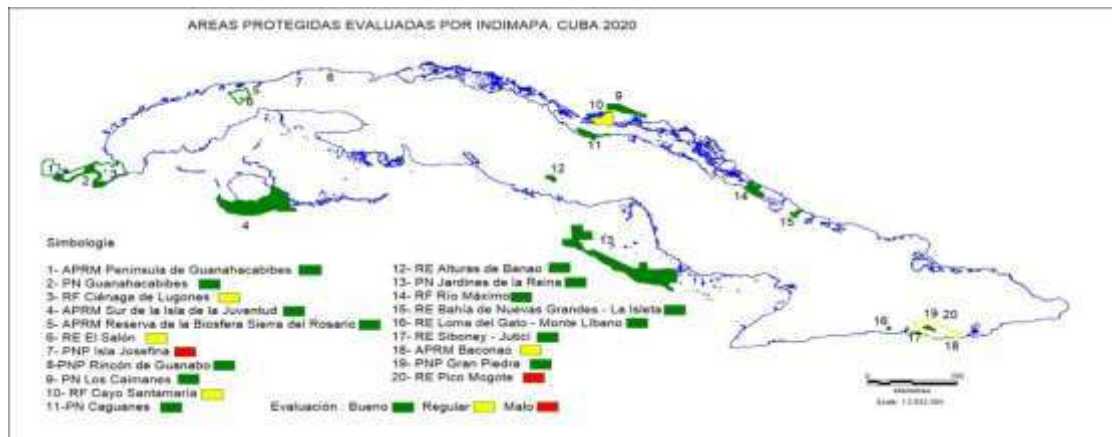 AREAS PROTEGIDAS EVALUADAS POR INDIMAPA. CUBA 2020
7
8
5
6
9
10
11
1
2
3
4
12
13
14
15
16
17
18
19
20
Simbología
1- APRM Península de Guanahacabibes
2- PN Guanahacabibes
3- RF Ciénaga de Lugones
4- APRM Sur de la Isla de la Juventud
5- APRM Reserva de la Biosfera Sierra del Rosario
6- RE El Salón
7- PNP Isla Josefina
8-PNP Rincón de Guanabo
9- PN Los Caimanes
10- RF Cayo Santamaría
11-PN Caguanes
12- RE Alturas de Banao
13- PN Jardines de la Reina
14- RF Río Máximo
15- RE Bahía de Nuevas Grandes - La Isleta
16- RE Loma del Gato - Monte Líbano
17- RE Siboney - Juticí
18- APRM Baconao
19- PNP Gran Piedra
20- RE Pico Mogote
Evaluación : Bueno Regular Malo
0